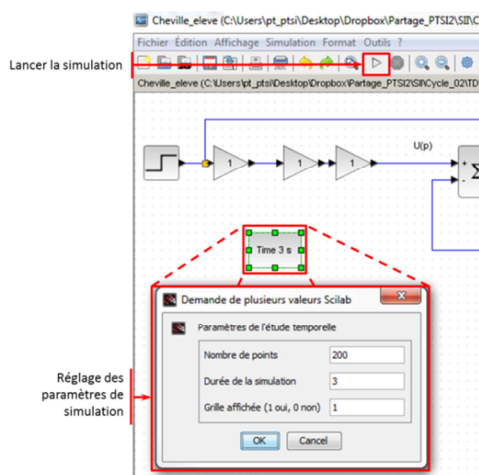 Cheville_eleve (C:\Users\pt_ptsi\Desktop\Dropbox\Partage_PTSI2\SII\C
Fichier Édition Affichage Simulation Format Outils ?
Lancer la simulation
Cheville_eleve (C:\Users\pt_ptsi\Desktop\Dropbox\Partage_PTSI2\SII\Cycle_02\TD\
1
1
1
U(p)
+
-
Σ
Time 3 s
Demande de plusieurs valeurs Scilab
Paramètres de l'étude temporelle
Nombre de points 200
Durée de la simulation 3
Grille affichée (1 oui, 0 non) 1
OK Cancel
Réglage des
paramètres de
simulation